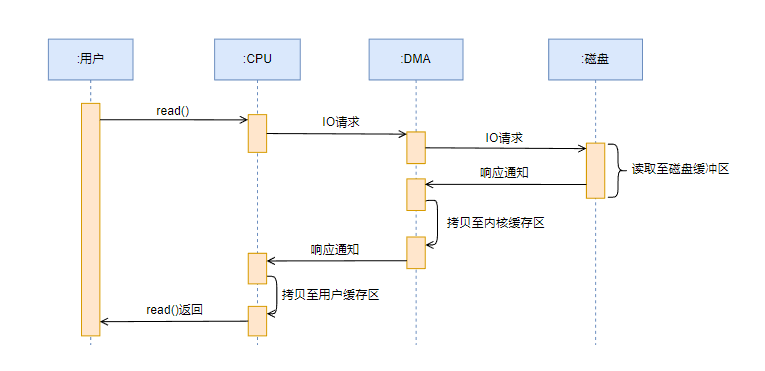 :用户
:CPU
:DMA
:磁盘
read()
IO请求
IO请求
读取至磁盘缓冲区
响应通知
拷贝至内核缓存区
响应通知
拷贝至用户缓存区
read()返回